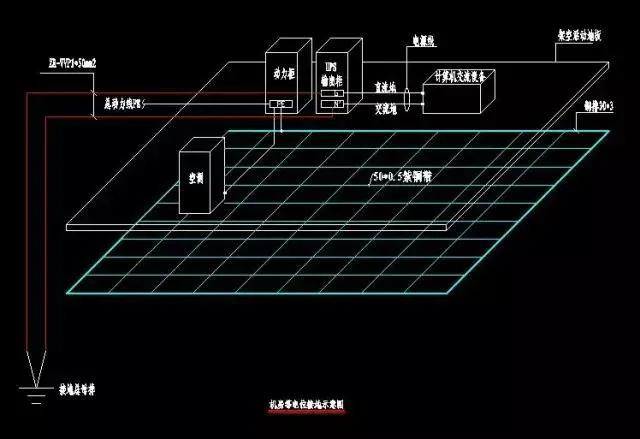 架空活动地板
电源线
ZR-VVP1*50mm2
动力柜
UPS
输出柜
直流地
计算机交流设备
交流地
总动力线PE
PE
铜排30*3
空调
50*0.5紫铜带
接地总母排
机房等电位接地示意图